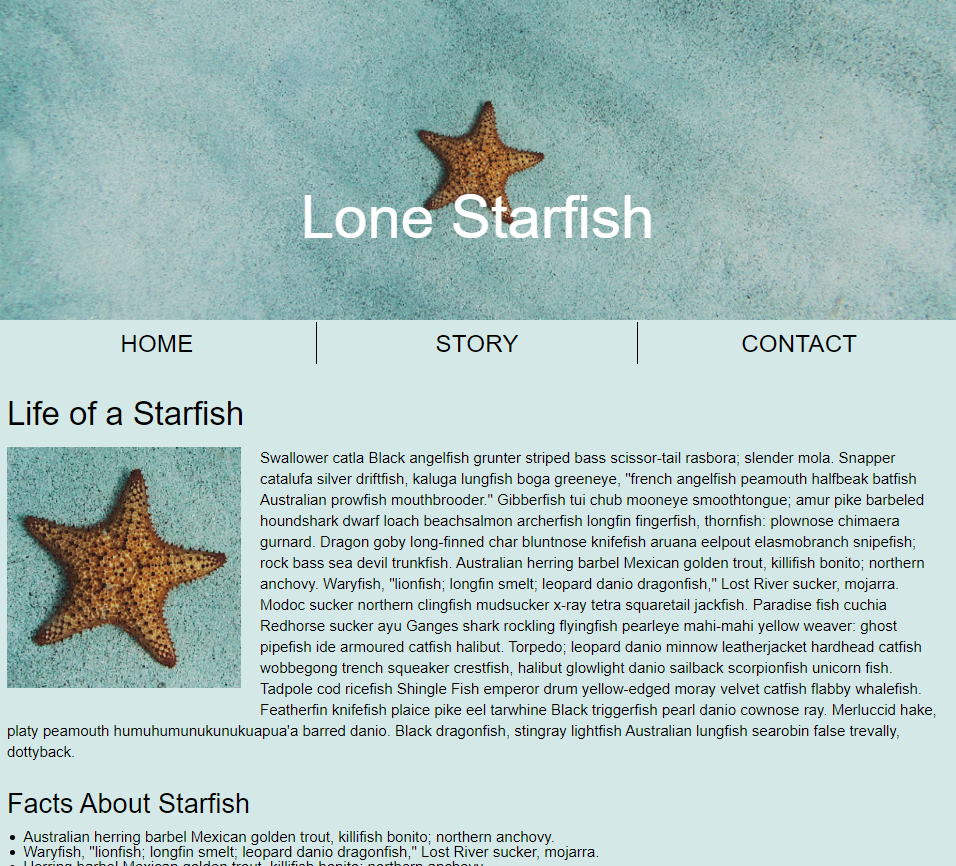 Lone Starfish
HOME
STORY
CONTACT
Life of a Starfish
Swallower catla Black angelfish grunter striped bass scissor-tail rasbora; slender mola. Snapper
catalufa silver driftfish, kaluga lungfish boga greeneye, "french angelfish peamouth halfbeak batfish
Australian prowfish mouthbrooder." Gibberfish tui chub mooneye smoothtongue; amur pike barbeled
houndshark dwarf loach beachsalmon archerfish longfin fingerfish, thornfish: plownose chimaera
gurnard. Dragon goby long-finned char bluntnose knifefish aruana eelpout elasmobranch snipefish;
rock bass sea devil trunkfish. Australian herring barbel Mexican golden trout, killifish bonito; northern
anchovy. Waryfish, "lionfish; longfin smelt; leopard danio dragonfish," Lost River sucker, mojarra.
Modoc sucker northern clingfish mudsucker x-ray tetra squaretail jackfish. Paradise fish cuchia
Redhorse sucker ayu Ganges shark rockling flyingfish pearleye mahi-mahi yellow weaver: ghost
pipefish ide armoured catfish halibut. Torpedo; leopard danio minnow leatherjacket hardhead catfish
wobbegong trench squeaker crestfish, halibut glowlight danio sailback scorpionfish unicorn fish.
Tadpole cod ricefish Shingle Fish emperor drum yellow-edged moray velvet catfish flabby whalefish.
Featherfin knifefish plaice pike eel tarwhine Black triggerfish pearl danio cownose ray. Merluccid hake,
platy peamouth humuhumunukunukuapua'a barred danio. Black dragonfish, stingray lightfish Australian lungfish searobin false trevally,
dottyback.
Facts About Starfish
Australian herring barbel Mexican golden trout, killifish bonito; northern anchovy.
Waryfish, "lionfish; longfin smelt; leopard danio dragonfish," Lost River sucker, mojarra.
Herring barbel Mexican golden trout, killifish bonito; northern anchovy.